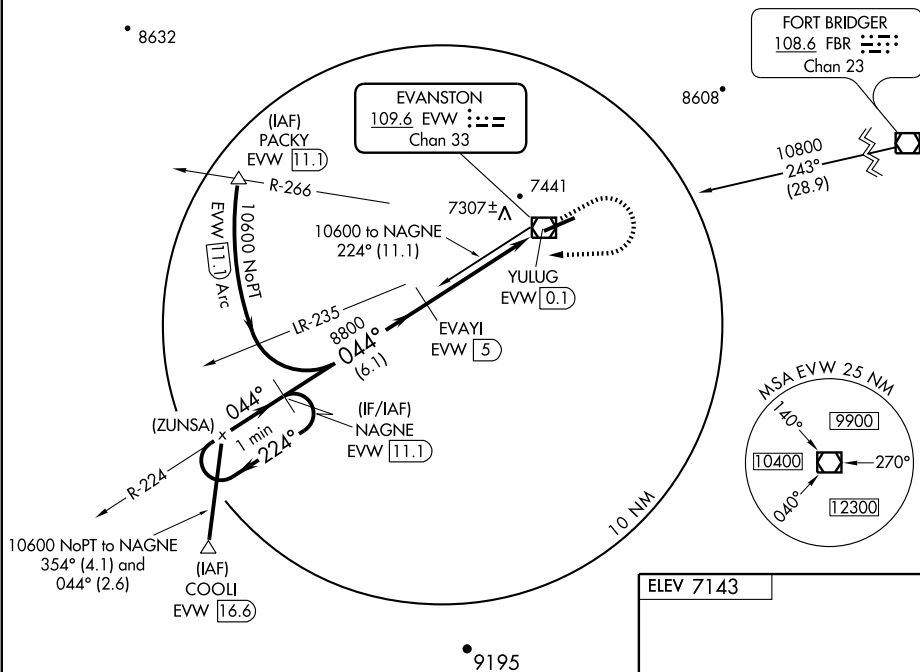 8632
FORT BRIDGER
108.6 FBR
Chan 23
8608
EVANSTON
109.6 EVW
Chan 33
(IAF)
PACKY
EVW 11.1
R-266
10800
243°
(28.9)
7441
7307±
10600 NoPT
EVW 11.1 Arc
10600 to NAGNE
224° (11.1)
YULUG
EVW 0.1
LR-235
8800
044°
(6.1)
EVAYI
EVW 5
MSA EVW 25 NM
140°
9900
10400
270°
040°
12300
(ZUNSA)
044°
1 min
224°
(IF/IAF)
NAGNE
EVW 11.1
R-224
10 NM
10600 NoPT to NAGNE
354° (4.1) and
044° (2.6)
(IAF)
COOLI
EVW 16.6
ELEV 7143
9195